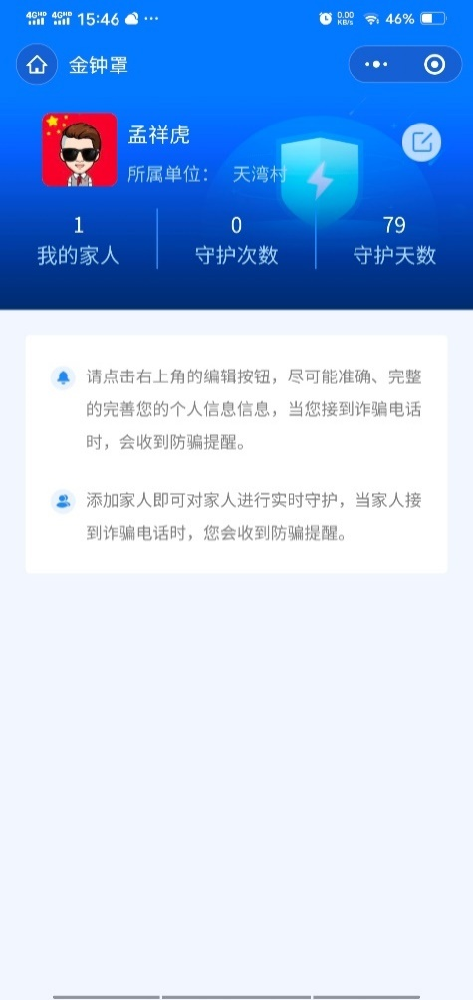 4GHD 4GHD 15:46 ... 0.00 KB/s 46%
金钟罩
孟祥虎
所属单位： 天湾村
1 0 79
我的家人 守护次数 守护天数
请点击右上角的编辑按钮，尽可能准确、完整
的完善您的个人信息信息，当您接到诈骗电话
时，会收到防骗提醒。
添加家人即可对家人进行实时守护，当家人接
到诈骗电话时，您会收到防骗提醒。